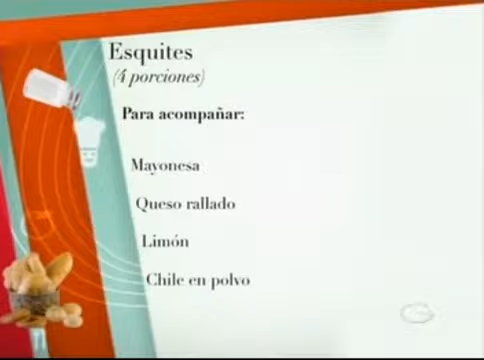 Esquites
(4 porciones)
Para acompañar:
Mayonesa
Queso rallado
Limón
Chile en polvo